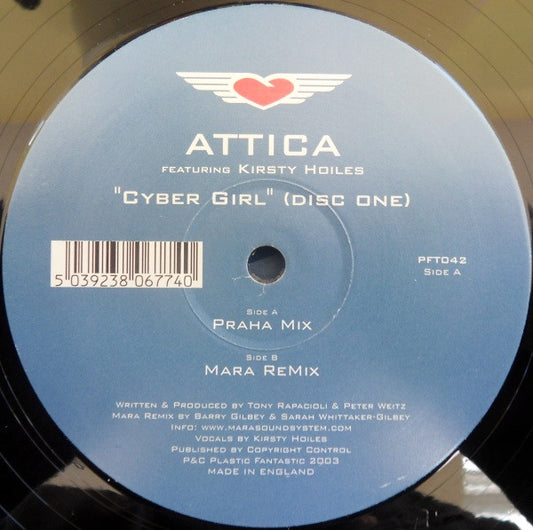 ATTICA
FEATURING KIRSTY HOILES
"CYBER GIRL" (DISC ONE)
5 039238 067740
PFT042
SIDE A
SIDE A
PRAHA MIX
SIDE B
MARA REMIX
WRITTEN & PRODUCED BY TONY RAPACIOLI & PETER WEITZ
MARA REMIX BY BARRY GILBEY & SARAH WHITTAKER-GILBEY
INFO: WWW.MARASOUNDSYSTEM.COM
VOCALS BY KIRSTY HOILES
PUBLISHED BY COPYRIGHT CONTROL
P&C PLASTIC FANTASTIC 2003
MADE IN ENGLAND